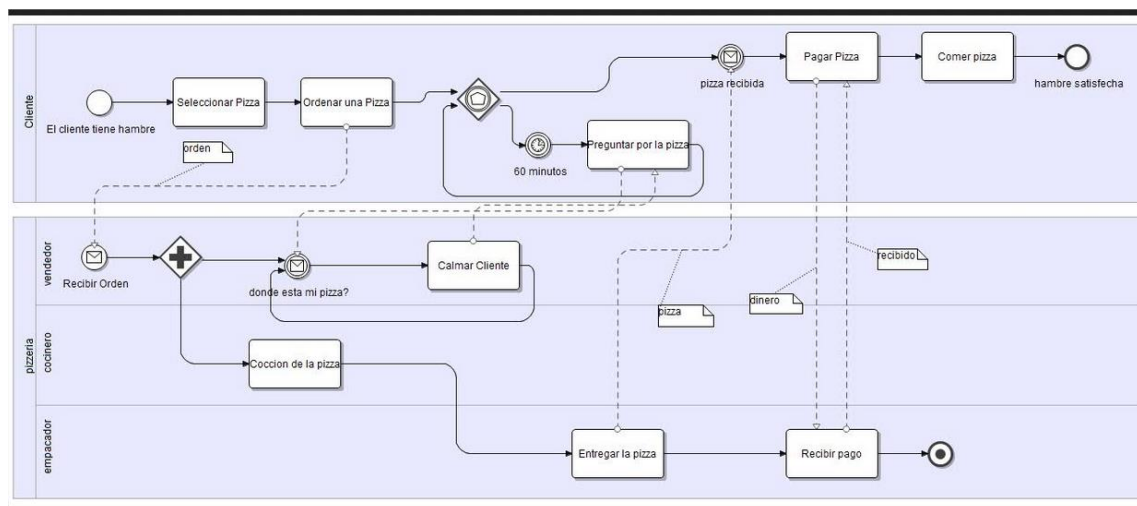 Cliente
El cliente tiene hambre
Seleccionar Pizza
Ordenar una Pizza
60 minutos
Preguntar por la pizza
pizza recibida
Pagar Pizza
Comer pizza
hambre satisfecha
orden
pizzeria
vendedor
Recibir Orden
donde esta mi pizza?
Calmar Cliente
pizza
dinero
recibido
cocinero
Coccion de la pizza
empacador
Entregar la pizza
Recibir pago